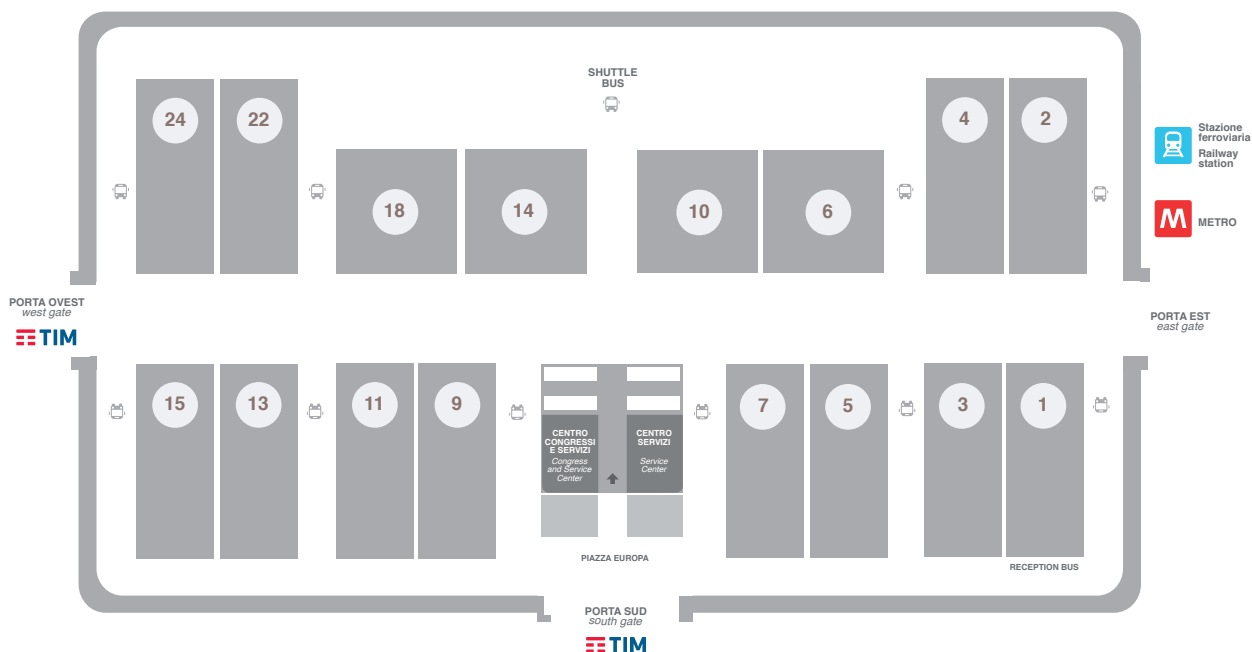 SHUTTLE
BUS
24
22
18
14
10
6
4
2
Stazione
ferroviaria
Railway
station
M
METRO
PORTA OVEST
west gate
TIM
PORTA EST
east gate
15
13
11
9
CENTRO
CONGRESSI
E SERVIZI
Congress
and Service
Center
CENTRO
SERVIZI
Service
Center
7
5
3
1
PIAZZA EUROPA
RECEPTION BUS
PORTA SUD
south gate
TIM